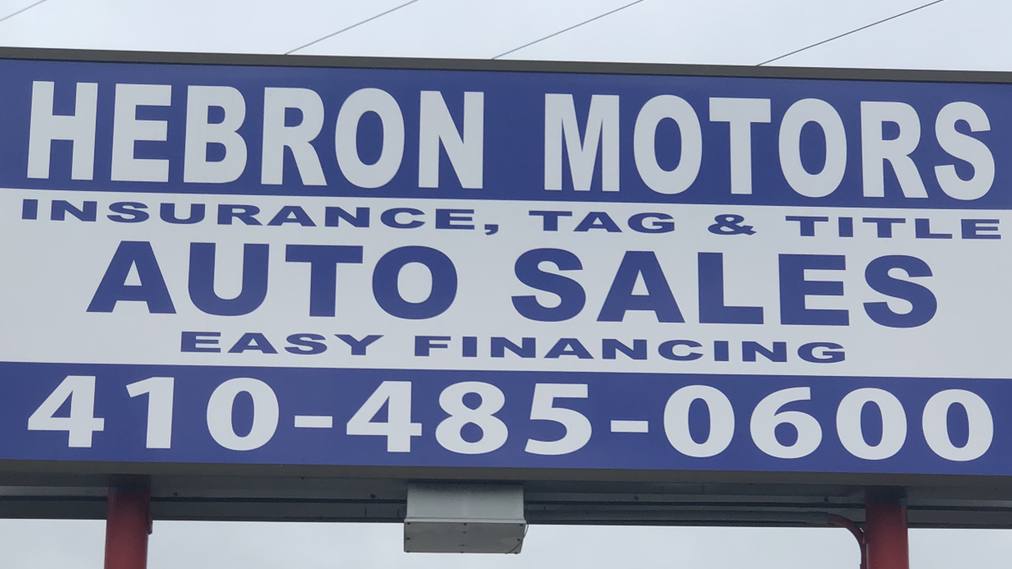 HEBRON MOTORS
INSURANCE, TAG & TITLE
AUTO SALES
EASY FINANCING
410-485-0600